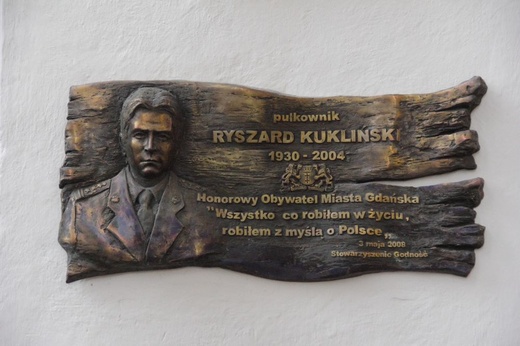 pułkownik
RYSZARD KUKLIŃSKI
1930 - 2004
Honorowy Obywatel Miasta Gdańska
"Wszystko co robiłem w życiu,
robiłem z myślą o Polsce„
3 maja 2008
Stowarzyszenie Godność